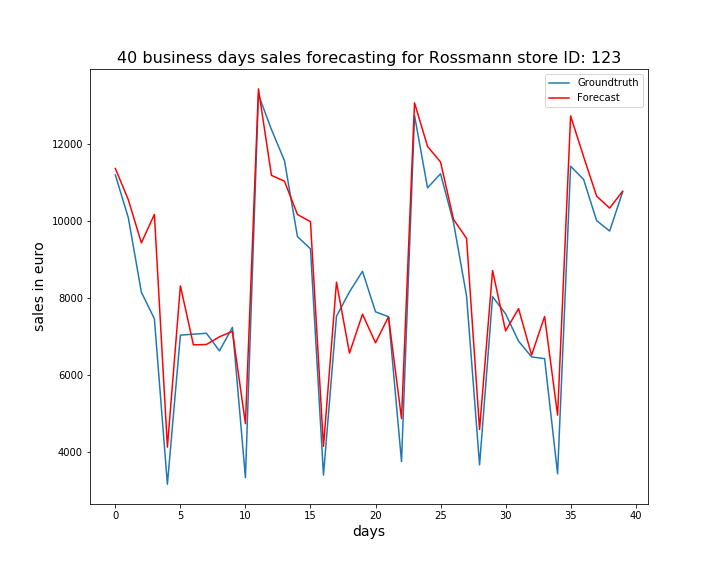 40 business days sales forecasting for Rossmann store ID: 123
Groundtruth
Forecast
12000
10000
8000
6000
4000
sales in euro
0 5 10 15 20 25 30 35 40
days